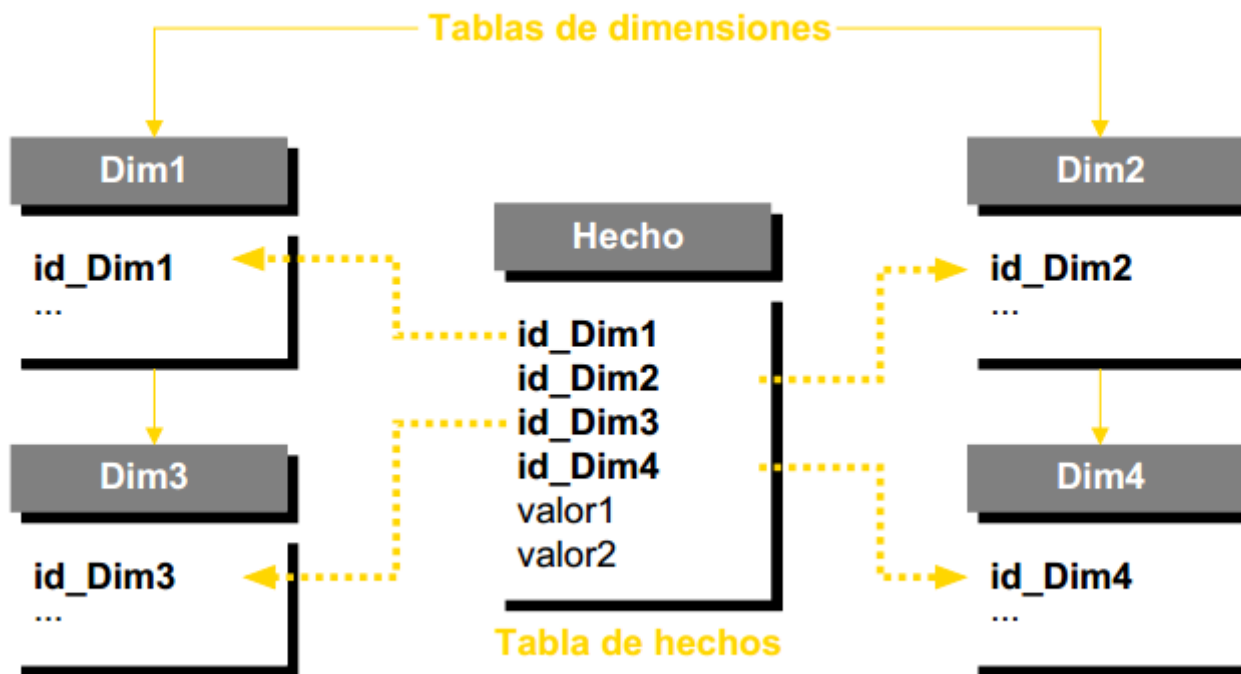 Tablas de dimensiones
Dim1
id_Dim1
...
Dim3
id_Dim3
...
Hecho
id_Dim1
id_Dim2
id_Dim3
id_Dim4
valor1
valor2
Tabla de hechos
Dim2
id_Dim2
...
Dim4
id_Dim4
...